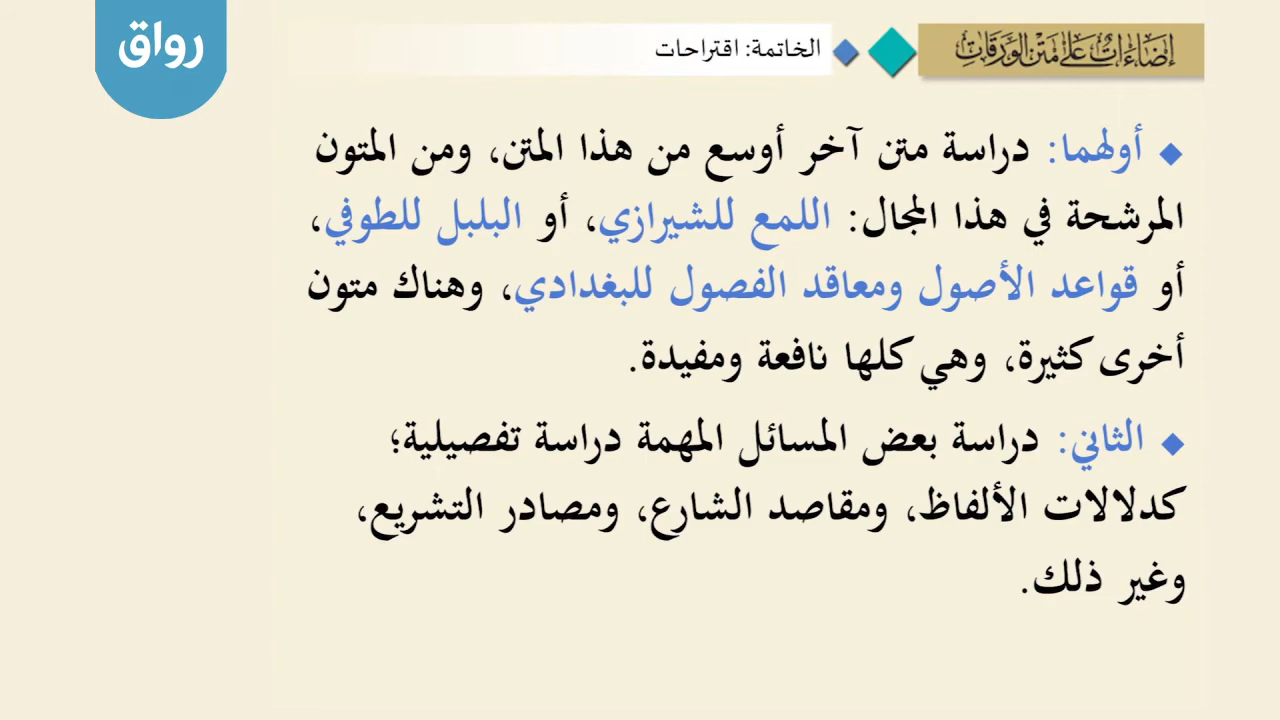 إضاءات على متن الورقات
الخاتمة: اقتراحات
رواق
أولهما: دراسة متن آخر أوسع من هذا المتن، ومن المتون
المرشحة في هذا المجال: اللمع للشيرازي، أو البلبل للطوفي،
أو قواعد الأصول ومعاقد الفصول للبغدادي، وهناك متون
أخرى كثيرة، وهي كلها نافعة ومفيدة.
الثاني: دراسة بعض المسائل المهمة دراسة تفصيلية؛
كدلالات الألفاظ، ومقاصد الشارع، ومصادر التشريع،
وغير ذلك.